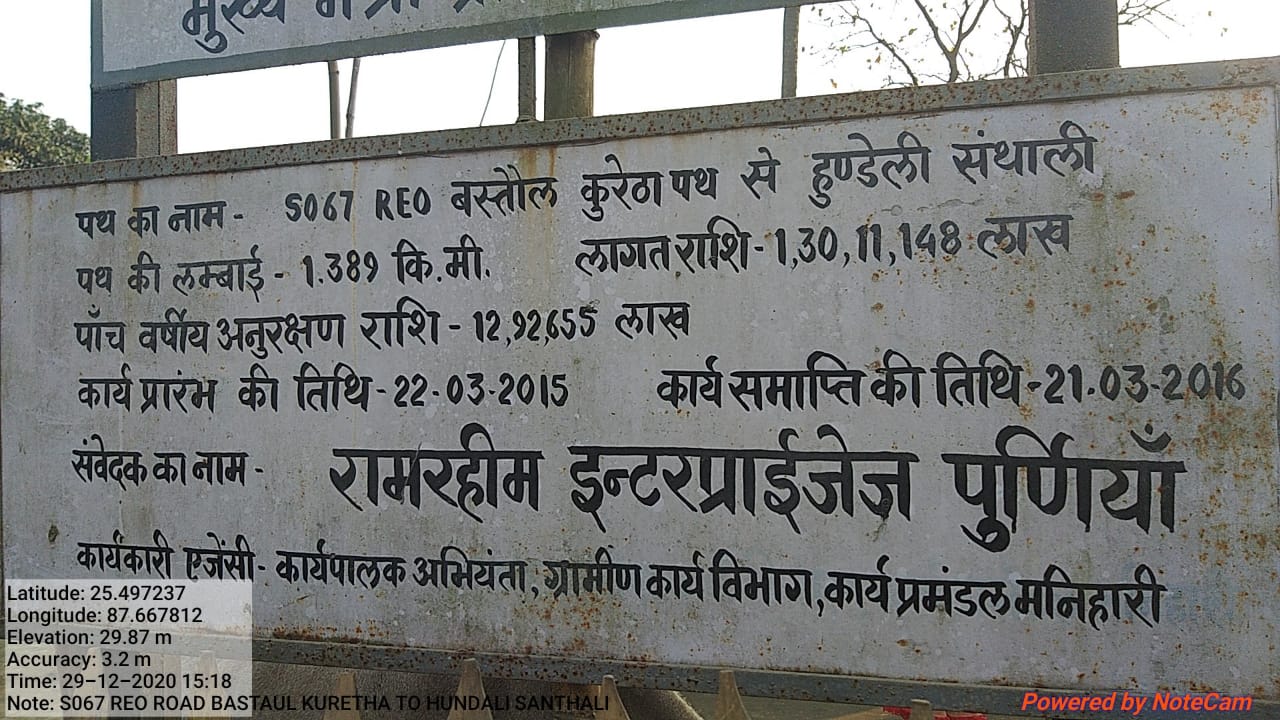 मुख्य मंत्री
पथ का नाम - S067 REO बस्तौल कुरेठा पथ से हुण्डेली संथाली
पथ की लम्बाई - 1.389 कि.मी. लागत राशि - 1,30,11,148 लाख
पाँच वर्षीय अनुरक्षण राशि - 12,92,655 लाख
कार्य प्रारंभ की तिथि - 22-03-2015 कार्य समाप्ति की तिथि - 21-03-2016
संवेदक का नाम - रामरहीम इन्टरप्राईजेज पुर्णियाँ
कार्यकारी एजेंसी - कार्यपालक अभियंता, ग्रामीण कार्य विभाग, कार्य प्रमंडल मनिहारी
Latitude: 25.497237
Longitude: 87.667812
Elevation: 29.87 m
Accuracy: 3.2 m
Time: 29-12-2020 15:18
Note: S067 REO ROAD BASTAUL KURETHA TO HUNDALI SANTHALI
Powered by NoteCam